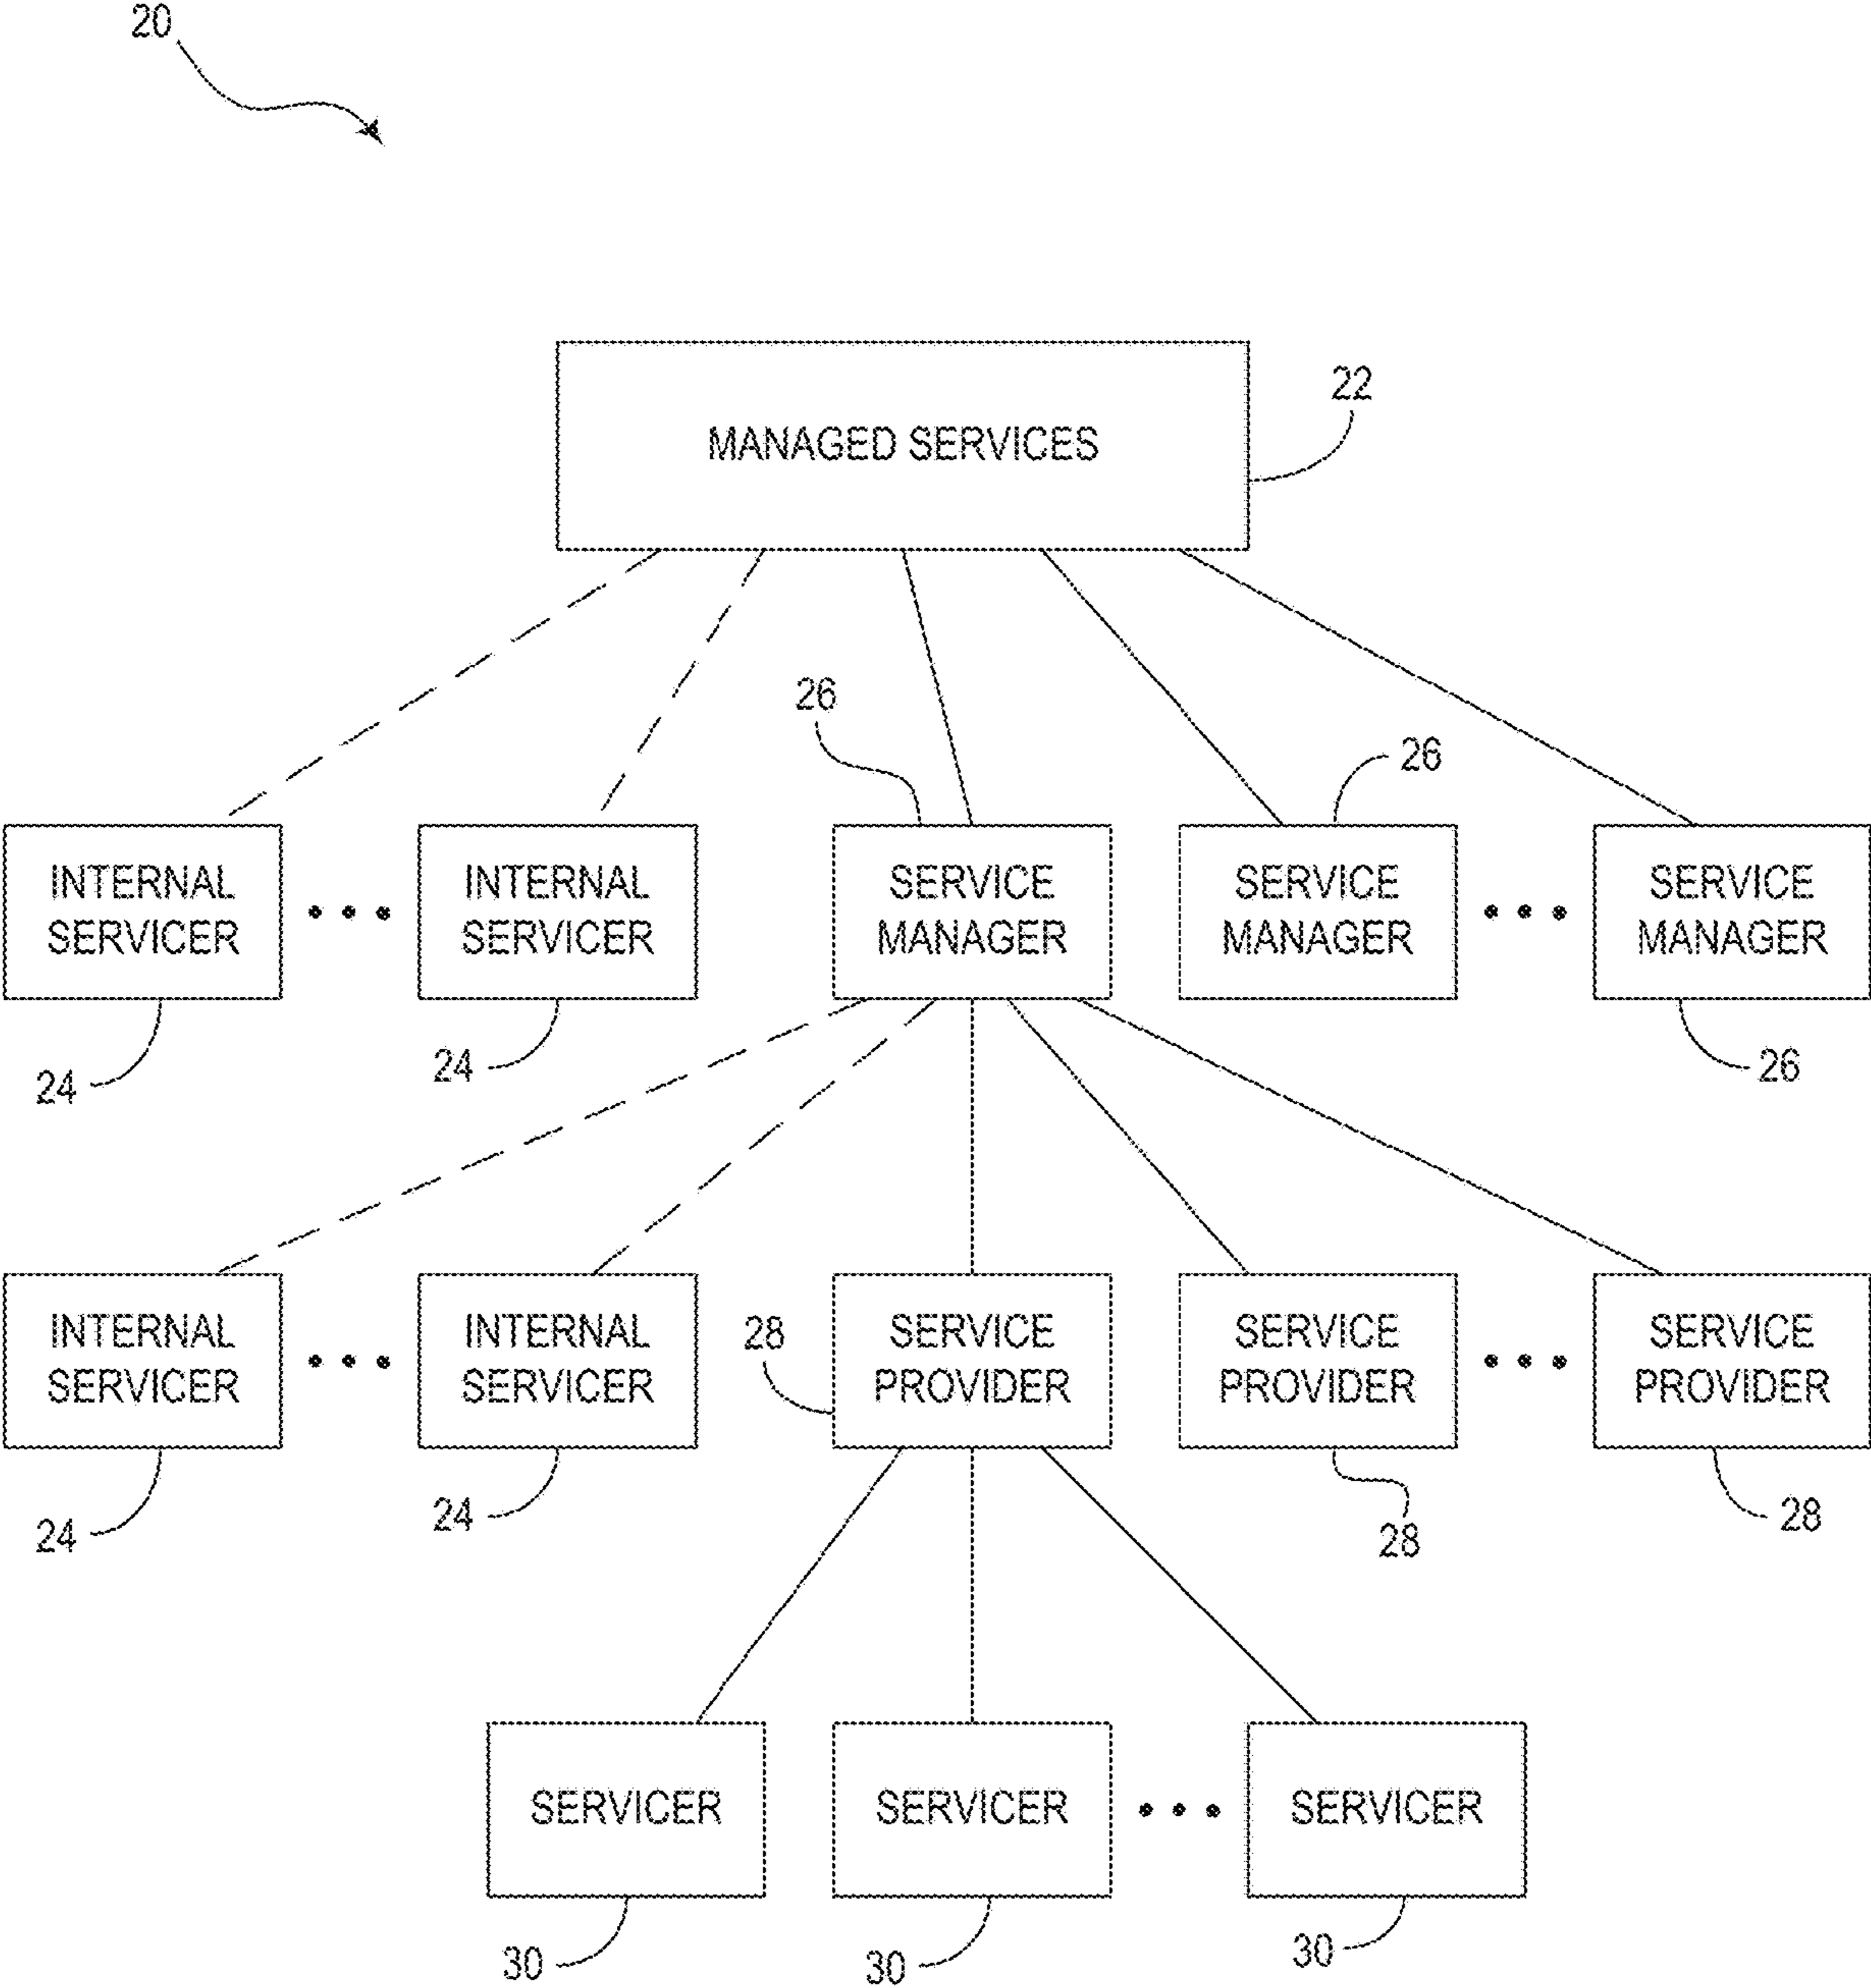 20
MANAGED SERVICES
22
26
26
INTERNAL
SERVICER
INTERNAL
SERVICER
SERVICE
MANAGER
SERVICE
MANAGER
SERVICE
MANAGER
24
24
26
INTERNAL
SERVICER
INTERNAL
SERVICER
28
SERVICE
PROVIDER
SERVICE
PROVIDER
SERVICE
PROVIDER
24
24
28
28
SERVICER
SERVICER
SERVICER
30
30
30